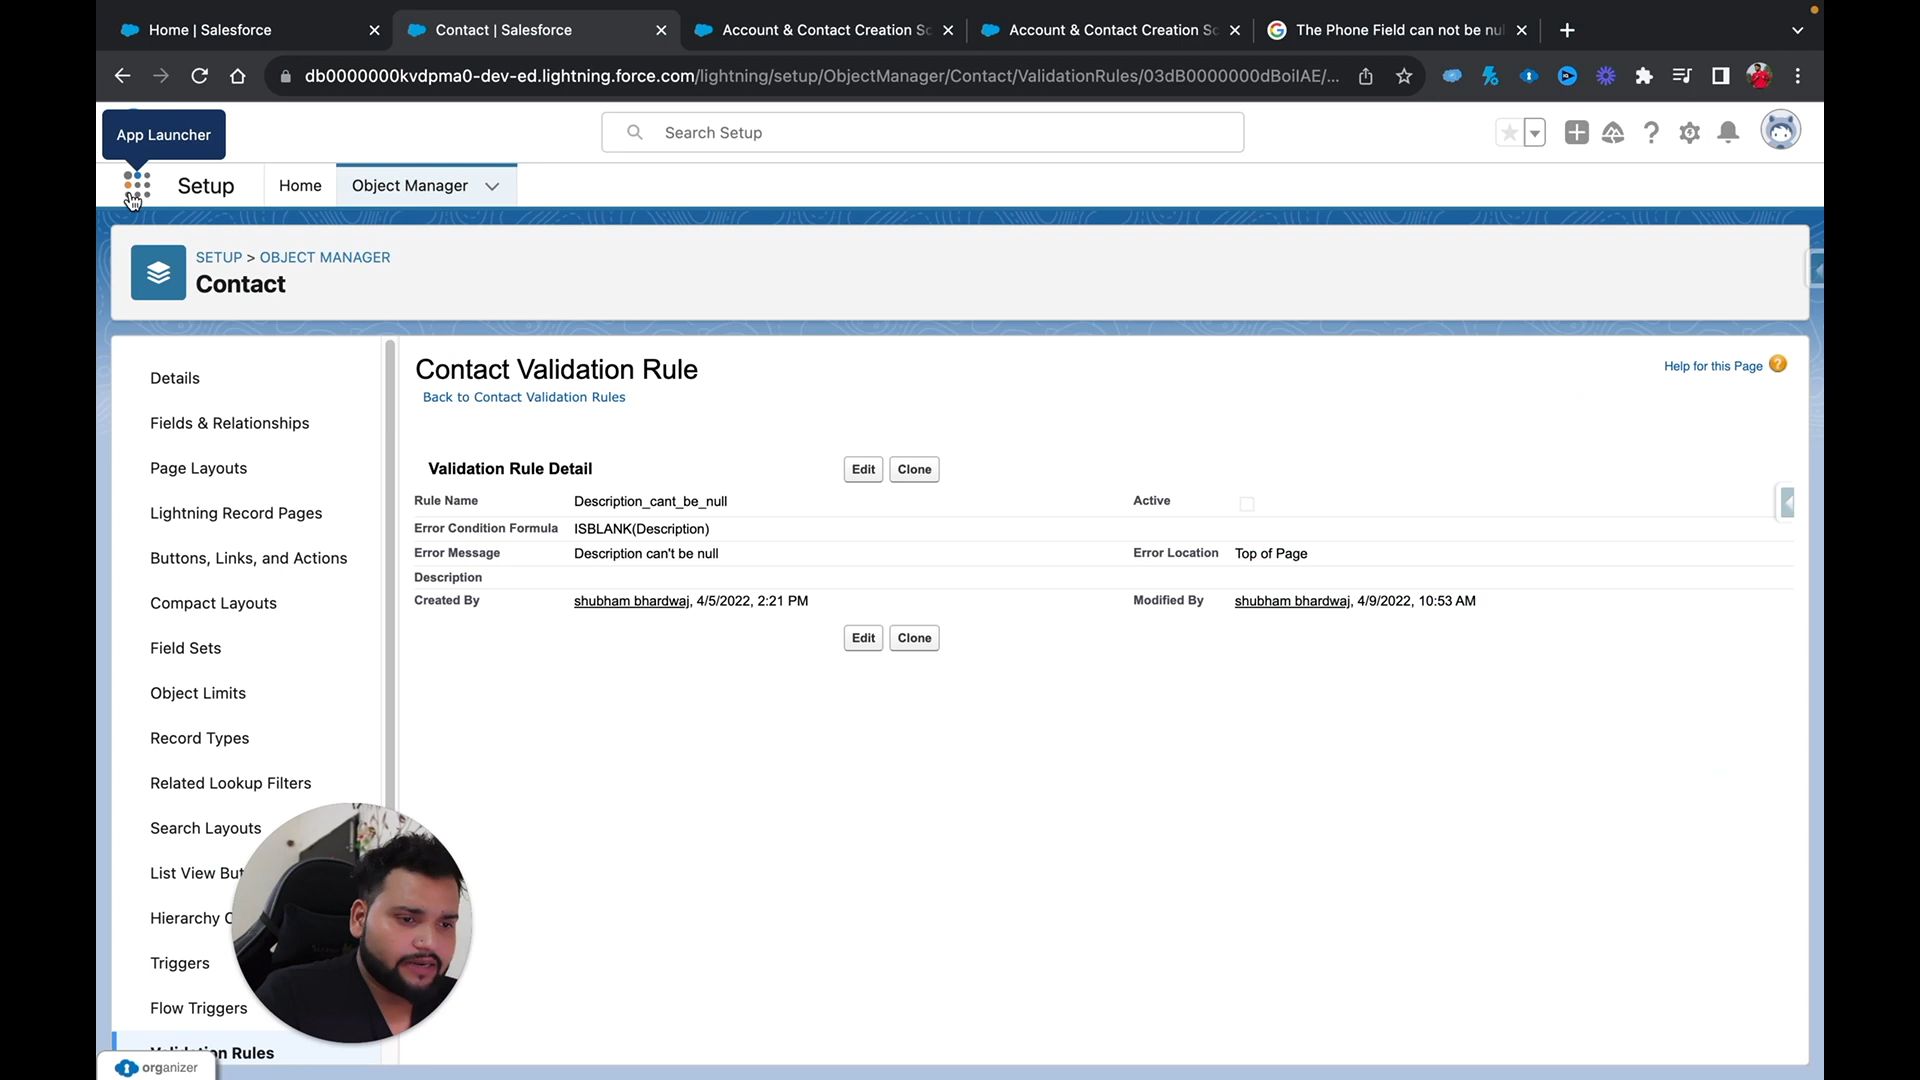 Home | Salesforce
Contact | Salesforce
Account & Contact Creation Sc
Account & Contact Creation Sc
The Phone Field can not be nul
db0000000kvdpma0-dev-ed.lightning.force.com/lightning/setup/ObjectManager/Contact/ValidationRules/03dB0000000dBoiIAE/...
App Launcher
Search Setup
Setup
Home
Object Manager
SETUP > OBJECT MANAGER
Contact
Details
Fields & Relationships
Page Layouts
Lightning Record Pages
Buttons, Links, and Actions
Compact Layouts
Field Sets
Object Limits
Record Types
Related Lookup Filters
Search Layouts
List View But
Hierarchy C
Triggers
Flow Triggers
Validation Rules
organizer
Contact Validation Rule
Help for this Page
Back to Contact Validation Rules
Validation Rule Detail
Edit
Clone
Rule Name Description_cant_be_null Active
Error Condition Formula ISBLANK(Description)
Error Message Description can't be null Error Location Top of Page
Description
Created By shubham bhardwaj, 4/5/2022, 2:21 PM Modified By shubham bhardwaj, 4/9/2022, 10:53 AM
Edit
Clone